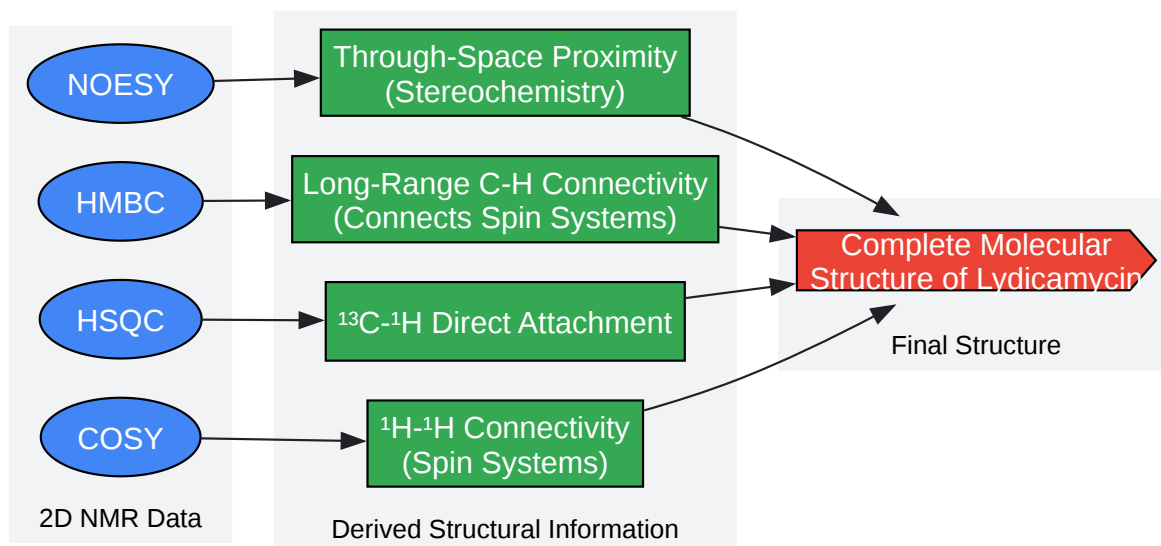 NOESY
Through-Space Proximity
(Stereochemistry)
HMBC
Long-Range C-H Connectivity
(Connects Spin Systems)
HSQC
¹³C-¹H Direct Attachment
COSY
¹H-¹H Connectivity
(Spin Systems)
2D NMR Data
Derived Structural Information
Complete Molecular
Structure of Lydicamycin
Final Structure